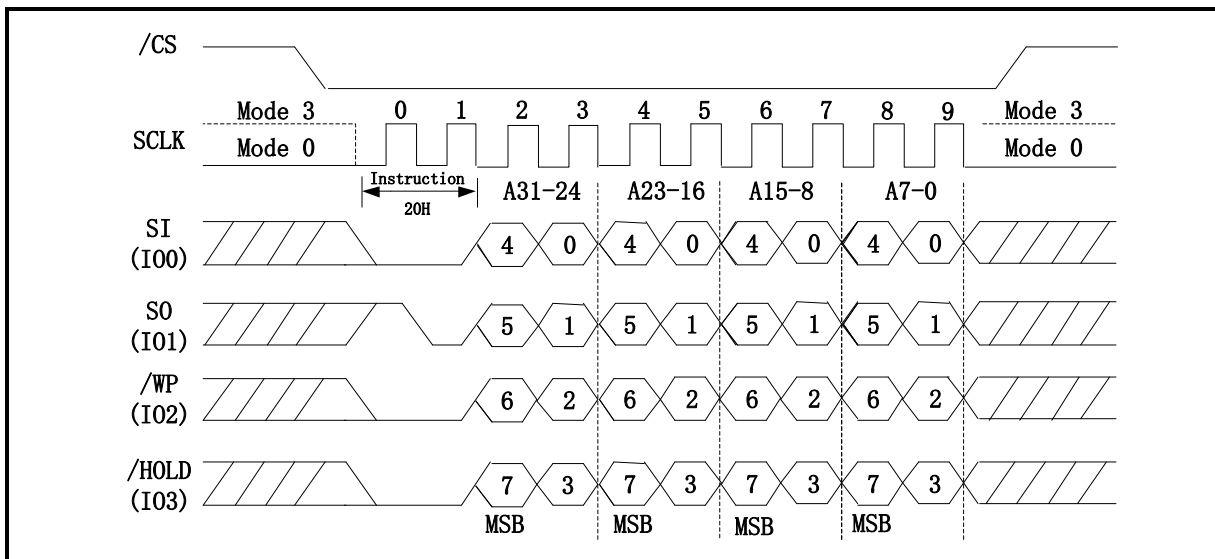 /CS
Mode 3 0 1 2 3 4 5 6 7 8 9 Mode 3
SCLK
Mode 0 Mode 0
Instruction
A31-24 A23-16 A15-8 A7-0
20H
SI
(IO0)
4 0 4 0 4 0 4 0
SO
(IO1)
5 1 5 1 5 1 5 1
/WP
(IO2)
6 2 6 2 6 2 6 2
/HOLD
(IO3)
7 3 7 3 7 3 7 3
MSB MSB MSB MSB